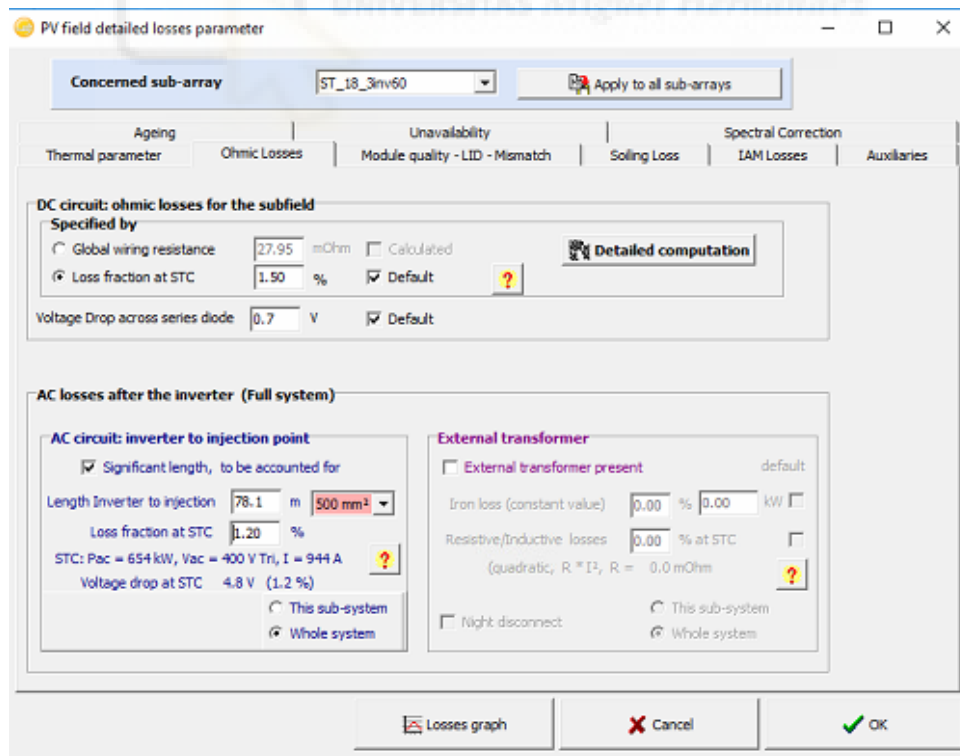 UNIVERSITAS Miguel Hernández
PV field detailed losses parameter
Concerned sub-array ST_18_3inv60 Apply to all sub-arrays
Ageing Unavailability Spectral Correction
Thermal parameter Ohmic Losses Module quality - LID - Mismatch Soiling Loss IAM Losses Auxiliaries
DC circuit: ohmic losses for the subfield
Specified by
Global wiring resistance 27.95 mOhm Calculated
Detailed computation
Loss fraction at STC 1.50 % Default ?
Voltage Drop across series diode 0.7 V Default
AC losses after the inverter (Full system)
AC circuit: inverter to injection point
Significant length, to be accounted for
Length Inverter to injection 78.1 m 500 mm²
Loss fraction at STC 1.20 %
STC: Pac = 654 kW, Vac = 400 V Tri, I = 944 A ?
Voltage drop at STC 4.8 V (1.2 %)
This sub-system
Whole system
External transformer
External transformer present default
Iron loss (constant value) 0.00 % 0.00 kW
Resistive/Inductive losses 0.00 % at STC
(quadratic, R * I², R = 0.0 mOhm ?
This sub-system
Night disconnect
Whole system
Losses graph Cancel OK